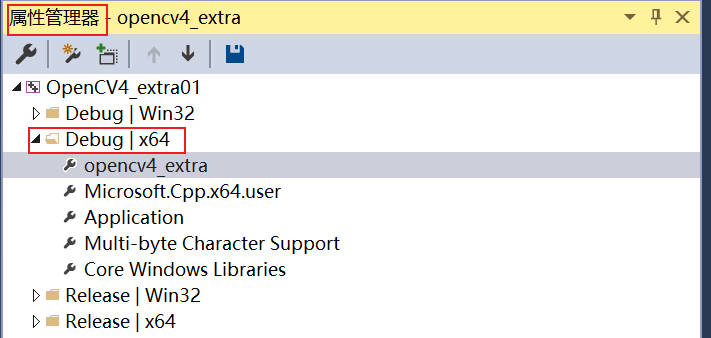 属性管理器 - opencv4_extra
OpenCV4_extra01
Debug | Win32
Debug | x64
opencv4_extra
Microsoft.Cpp.x64.user
Application
Multi-byte Character Support
Core Windows Libraries
Release | Win32
Release | x64